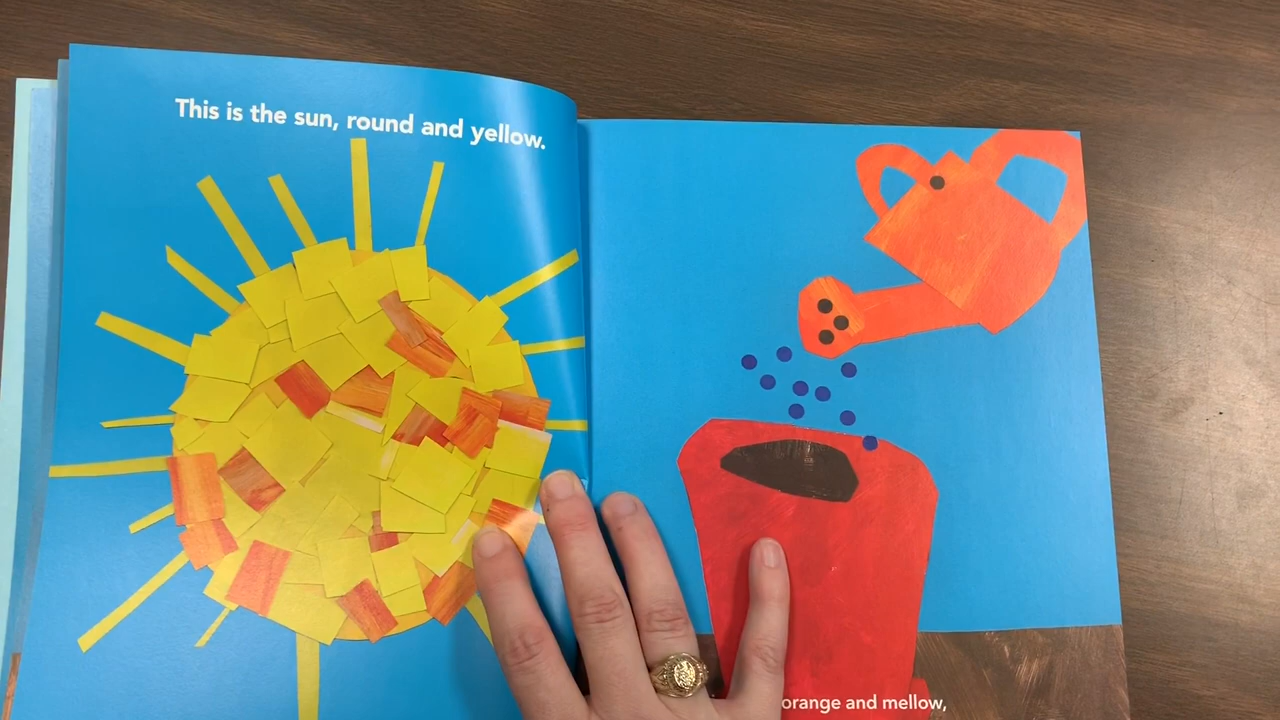 This is the sun, round and yellow.
orange and mellow,